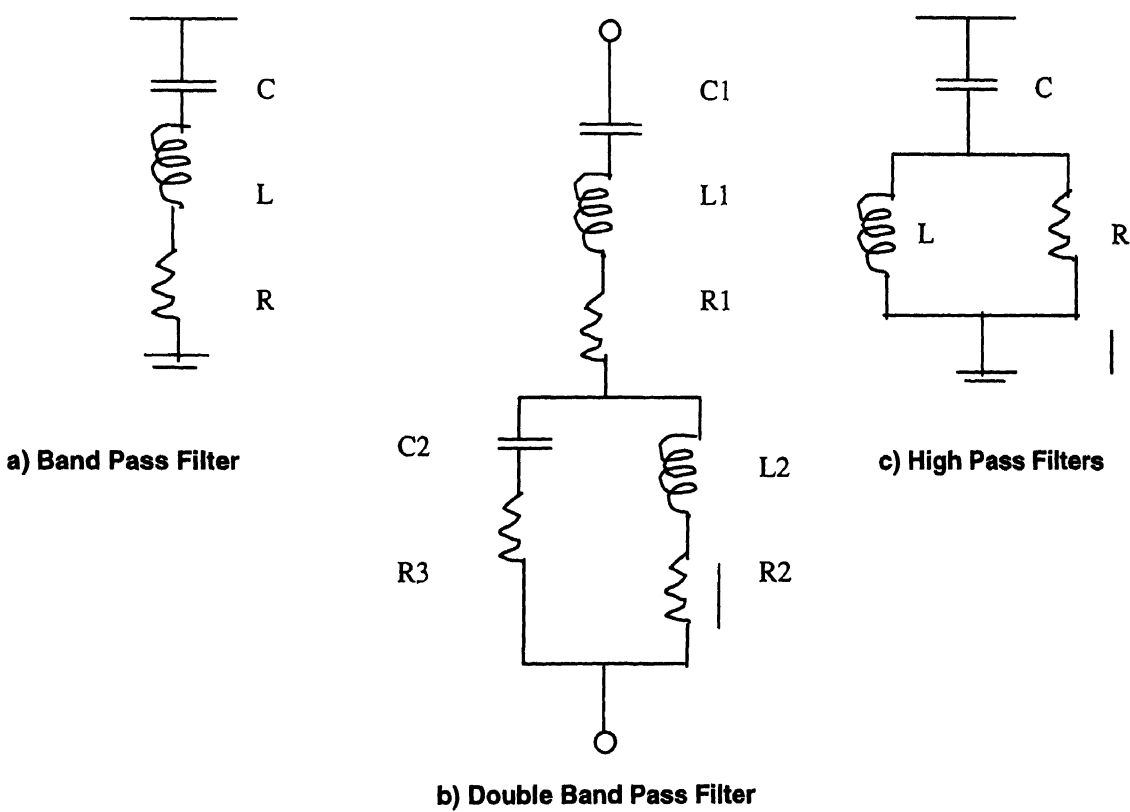 C
L
R
a) Band Pass Filter
C1
L1
R1
C2
L2
R3
R2
b) Double Band Pass Filter
C
L
R
c) High Pass Filters